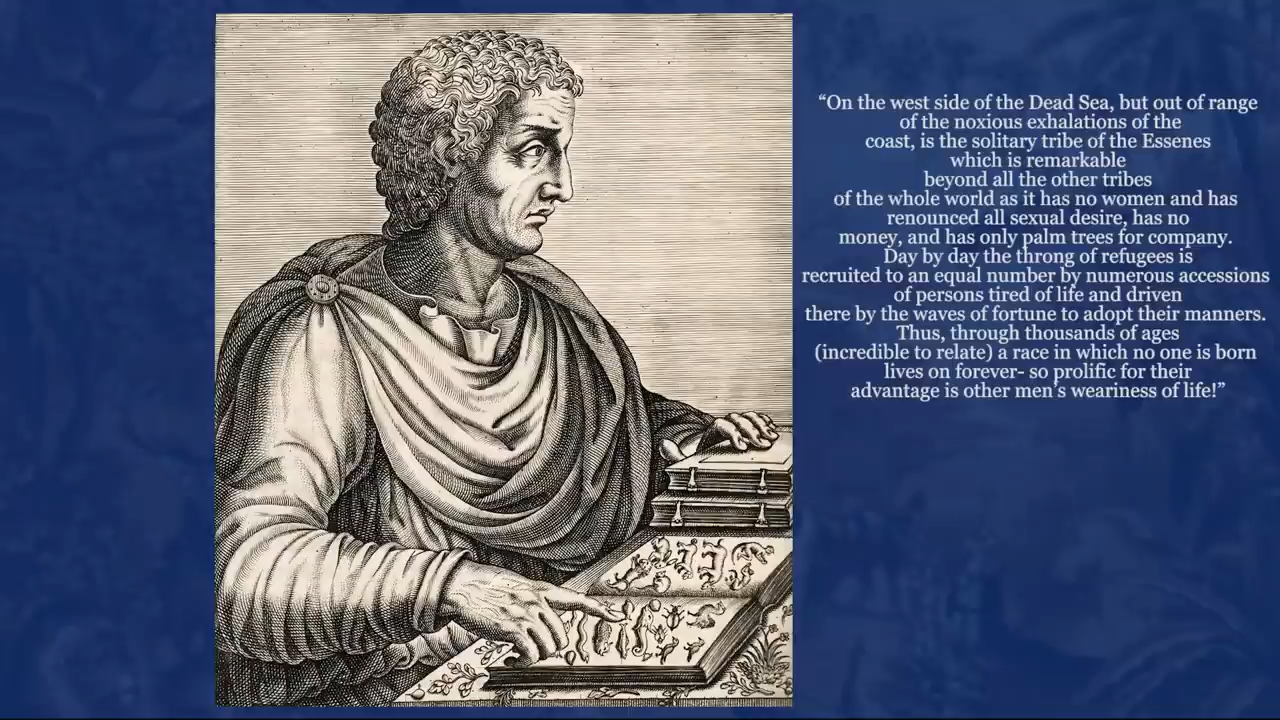 “On the west side of the Dead Sea, but out of range
of the noxious exhalations of the
coast, is the solitary tribe of the Essenes
which is remarkable
beyond all the other tribes
of the whole world as it has no women and has
renounced all sexual desire, has no
money, and has only palm trees for company.
Day by day the throng of refugees is
recruited to an equal number by numerous accessions
of persons tired of life and driven
there by the waves of fortune to adopt their manners.
Thus, through thousands of ages
(incredible to relate) a race in which no one is born
lives on forever- so prolific for their
advantage is other men's weariness of life!”